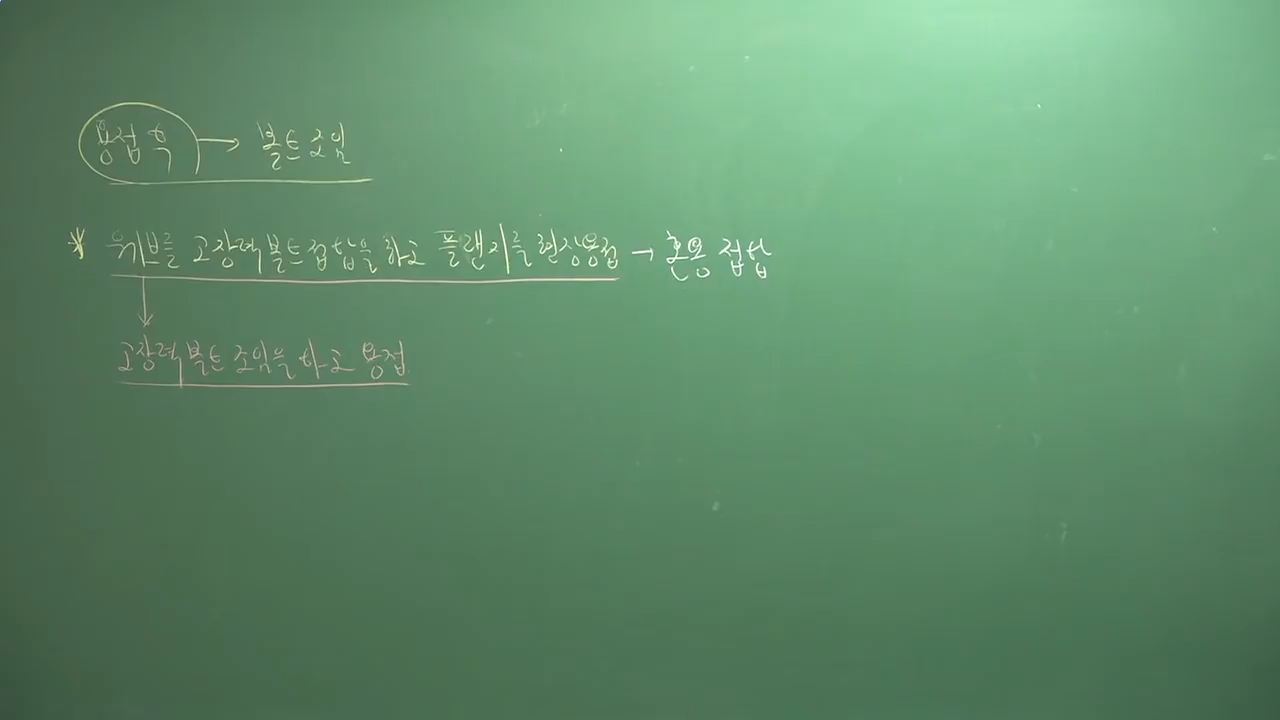 용접 후 → 볼트 조임
* 웨브를 고장력 볼트접합을 하고 플랜지를 현장용접 → 혼용 접합
고장력볼트 조임을 하고 용접